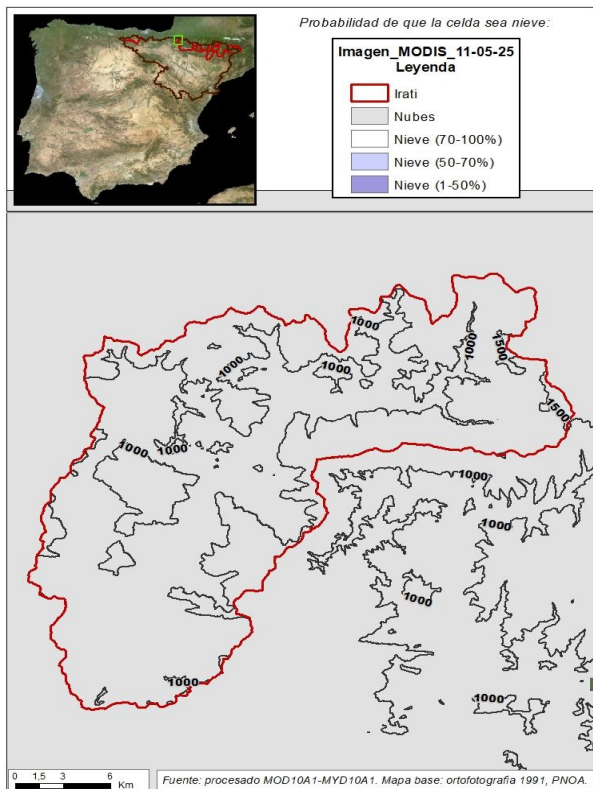 Probabilidad de que la celda sea nieve:
Imagen_MODIS_11-05-25
Leyenda
Irati
Nubes
Nieve (70-100%)
Nieve (50-70%)
Nieve (1-50%)
1000
1000
1500
1000
1000
1500
1000
1000
1000
1000
1000
1000
1000
0 1,5 3 6
Km
Fuente: procesado MOD10A1-MYD10A1. Mapa base: ortofotografia 1991, PNOA.